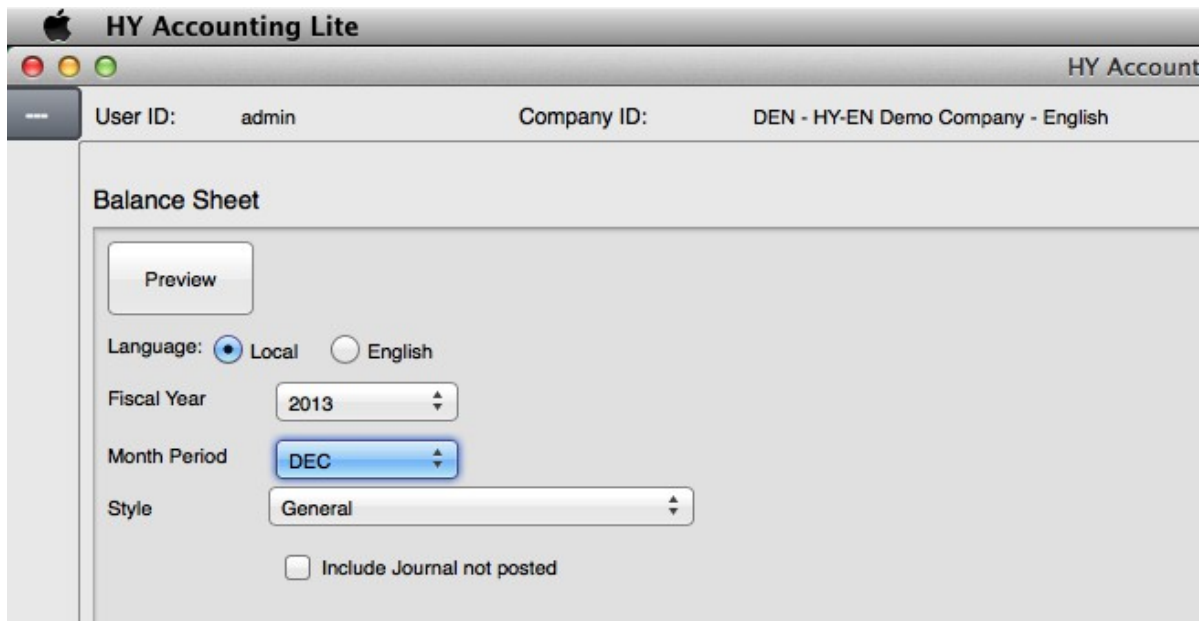 HY Accounting Lite
HY Account
--- User ID: admin Company ID: DEN - HY-EN Demo Company - English
Balance Sheet
Preview
Language: Local English
Fiscal Year 2013
Month Period DEC
Style General
Include Journal not posted